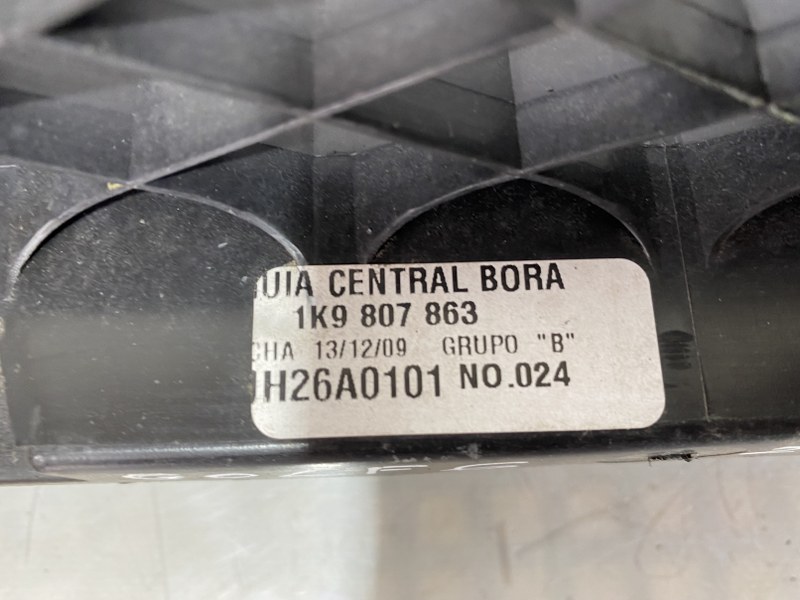 UIA CENTRAL BORA
1K9 807 863
CHA 13/12/09 GRUPO "B"
H26A0101 NO.024